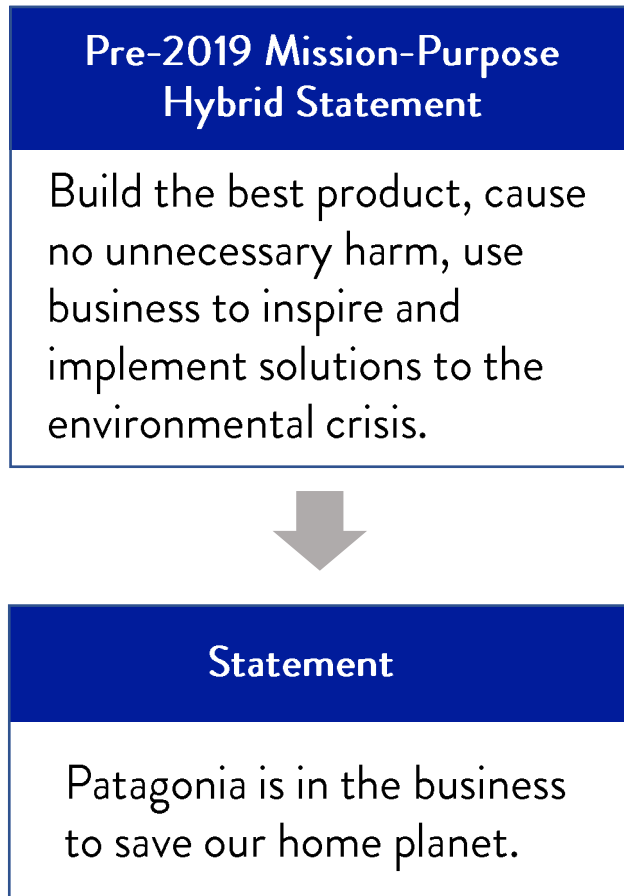 Pre-2019 Mission-Purpose
Hybrid Statement
Build the best product, cause
no unnecessary harm, use
business to inspire and
implement solutions to the
environmental crisis.
Statement
Patagonia is in the business
to save our home planet.